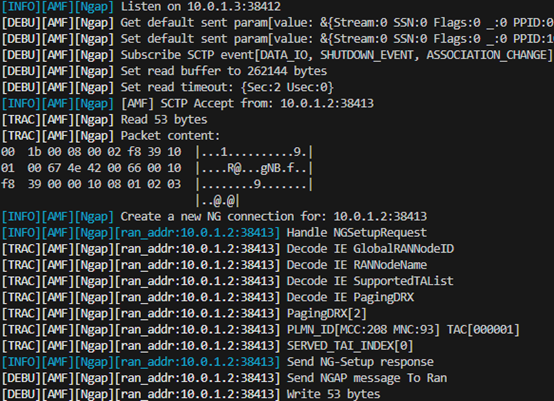 [INFO][AMF][Ngap] Listen on 10.0.1.3:38412
[DEBU][AMF][Ngap] Get default sent param[value: &{Stream:0 SSN:0 Flags:0 _:0 PPID:0
[DEBU][AMF][Ngap] Set default sent param[value: &{Stream:0 SSN:0 Flags:0 _:0 PPID:10
[DEBU][AMF][Ngap] Subscribe SCTP event[DATA_IO, SHUTDOWN_EVENT, ASSOCIATION_CHANGE]
[DEBU][AMF][Ngap] Set read buffer to 262144 bytes
[DEBU][AMF][Ngap] Set read timeout: {Sec:2 Usec:0}
[INFO][AMF][Ngap] [AMF] SCTP Accept from: 10.0.1.2:38413
[TRAC][AMF][Ngap] Read 53 bytes
[TRAC][AMF][Ngap] Packet content:
00  1b 00 08 00 02 f8 39 10  |...1..........9.|
01  00 67 4e 42 00 66 00 10  |....R@...gNB.f..|
f8  39 00 00 10 08 01 02 03  |........9.......|
|..@.@|
[INFO][AMF][Ngap] Create a new NG connection for: 10.0.1.2:38413
[INFO][AMF][Ngap][ran_addr:10.0.1.2:38413] Handle NGSetupRequest
[TRAC][AMF][Ngap][ran_addr:10.0.1.2:38413] Decode IE GlobalRANNodeID
[TRAC][AMF][Ngap][ran_addr:10.0.1.2:38413] Decode IE RANNodeName
[TRAC][AMF][Ngap][ran_addr:10.0.1.2:38413] Decode IE SupportedTAList
[TRAC][AMF][Ngap][ran_addr:10.0.1.2:38413] Decode IE PagingDRX
[TRAC][AMF][Ngap][ran_addr:10.0.1.2:38413] PagingDRX[2]
[TRAC][AMF][Ngap][ran_addr:10.0.1.2:38413] PLMN_ID[MCC:208 MNC:93] TAC[000001]
[TRAC][AMF][Ngap][ran_addr:10.0.1.2:38413] SERVED_TAI_INDEX[0]
[INFO][AMF][Ngap][ran_addr:10.0.1.2:38413] Send NG-Setup response
[DEBU][AMF][Ngap][ran_addr:10.0.1.2:38413] Send NGAP message To Ran
[DEBU][AMF][Ngap][ran_addr:10.0.1.2:38413] Write 53 bytes